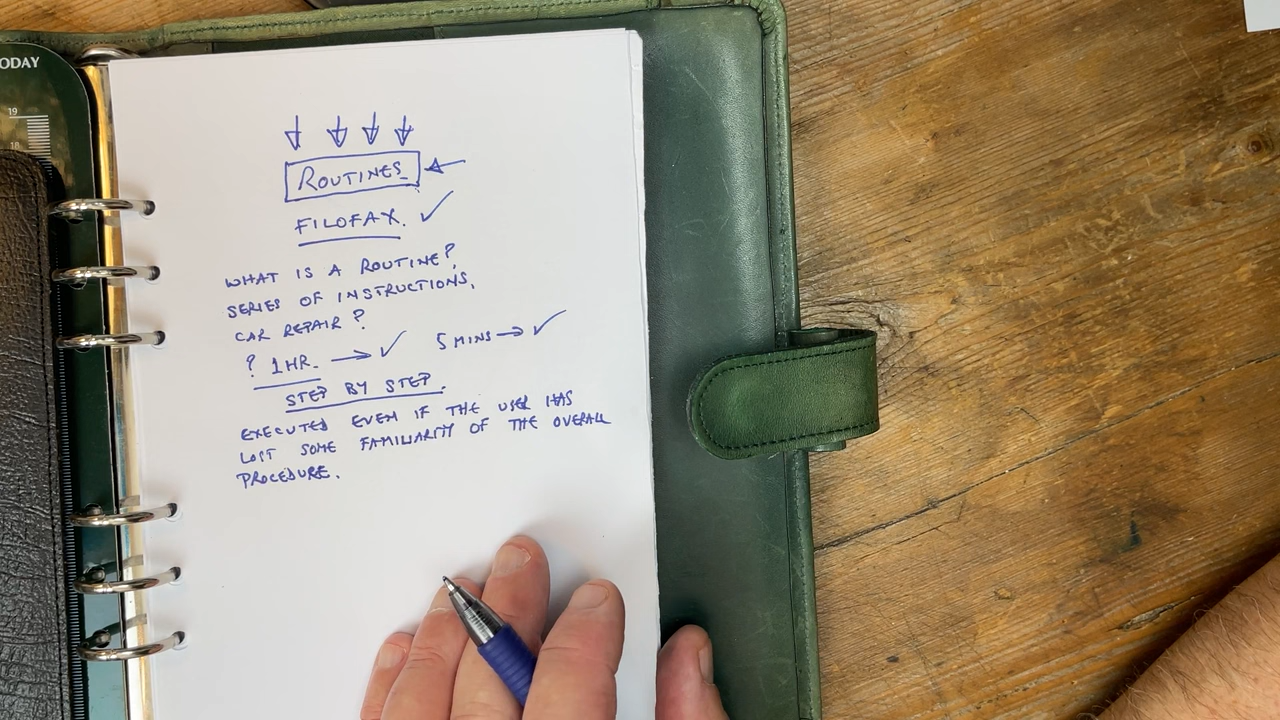 ODAY
19
18
ROUTINES
FILOFAX. ✓
WHAT IS A ROUTINE?
SERIES OF INSTRUCTIONS.
CAR REPAIR?
? 1HR. → ✓ 5 MINS → ✓
STEP BY STEP.
EXECUTED EVEN IF THE USER HAS
LOST SOME FAMILIARITY OF THE OVERALL
PROCEDURE.